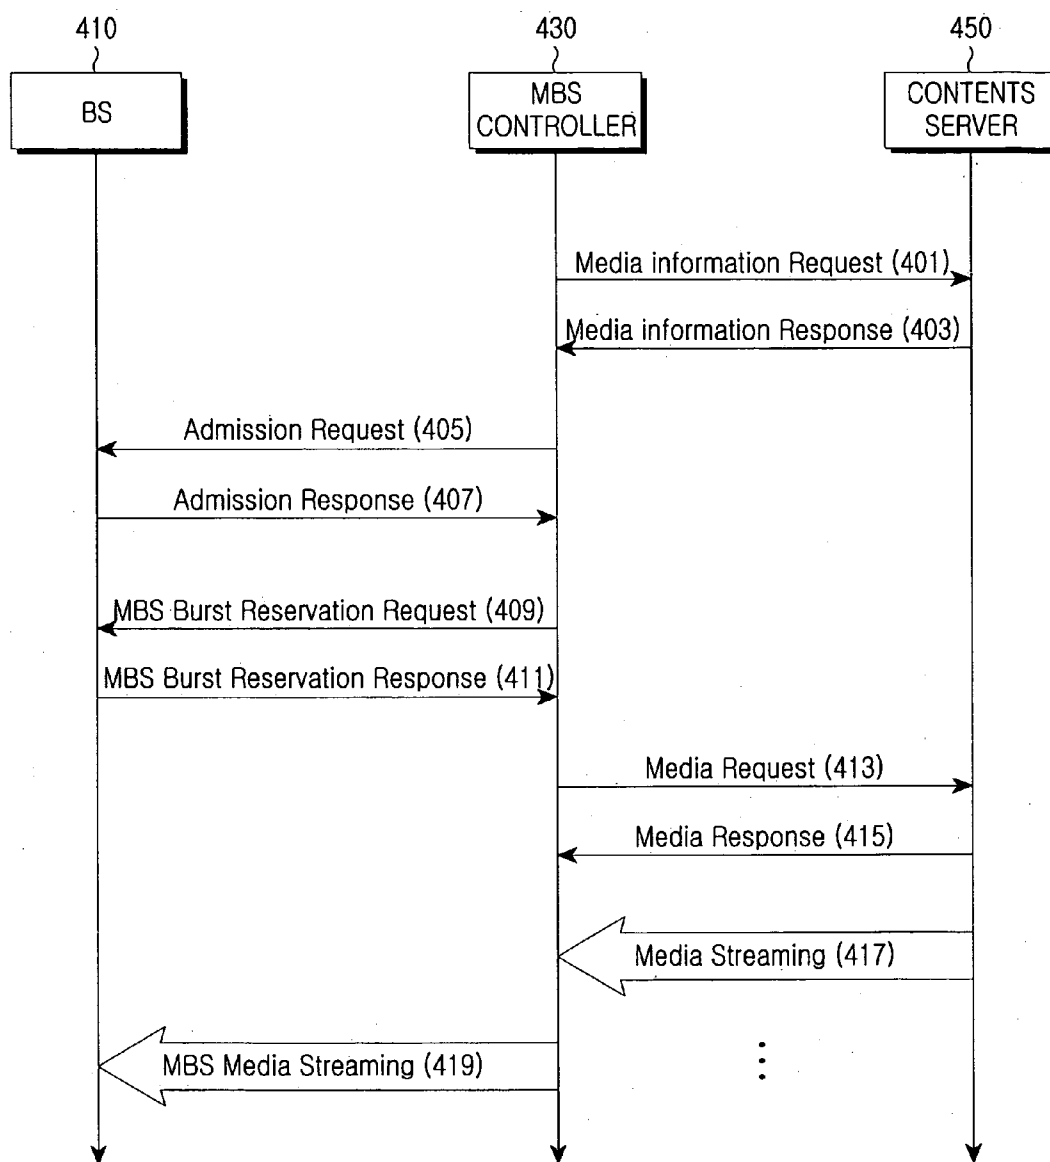 410
430
450
BS
MBS
CONTROLLER
CONTENTS
SERVER
Media information Request (401)
Media information Response (403)
Admission Request (405)
Admission Response (407)
MBS Burst Reservation Request (409)
MBS Burst Reservation Response (411)
Media Request (413)
Media Response (415)
Media Streaming (417)
MBS Media Streaming (419)